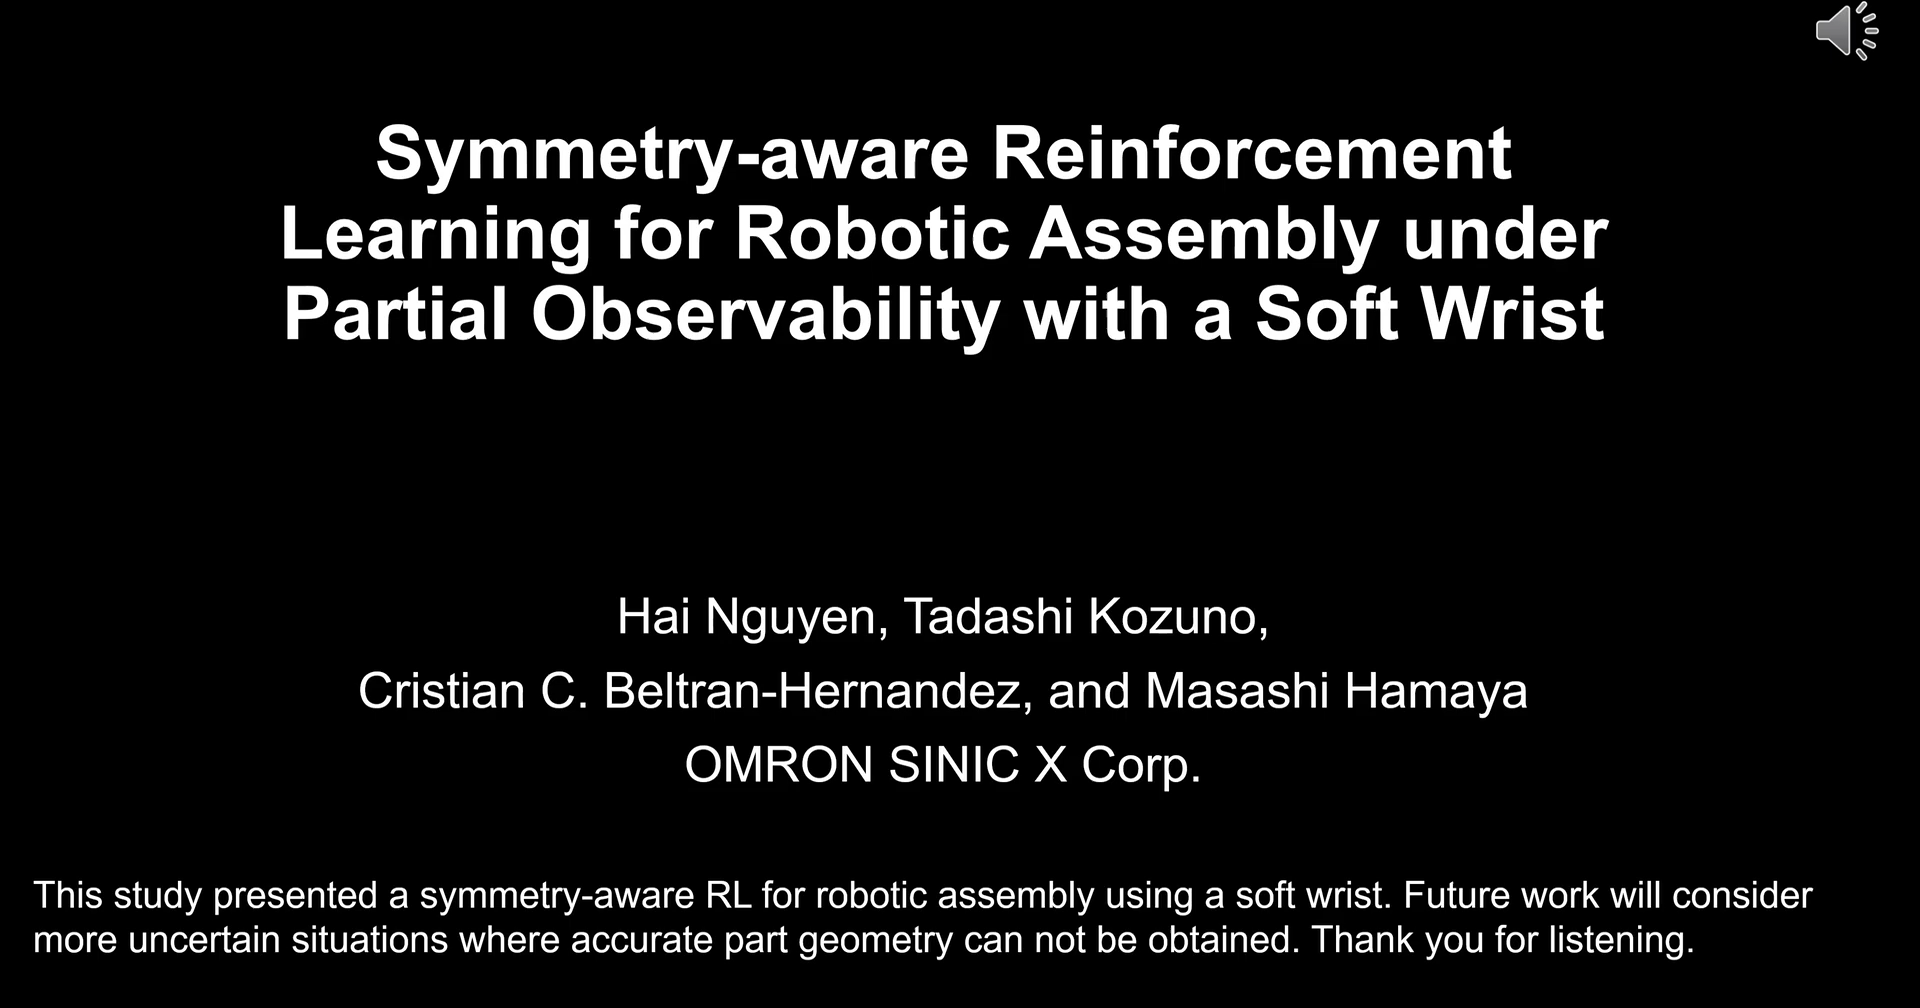 Symmetry-aware Reinforcement
Learning for Robotic Assembly under
Partial Observability with a Soft Wrist
Hai Nguyen, Tadashi Kozuno,
Cristian C. Beltran-Hernandez, and Masashi Hamaya
OMRON SINIC X Corp.
This study presented a symmetry-aware RL for robotic assembly using a soft wrist. Future work will consider
more uncertain situations where accurate part geometry can not be obtained. Thank you for listening.